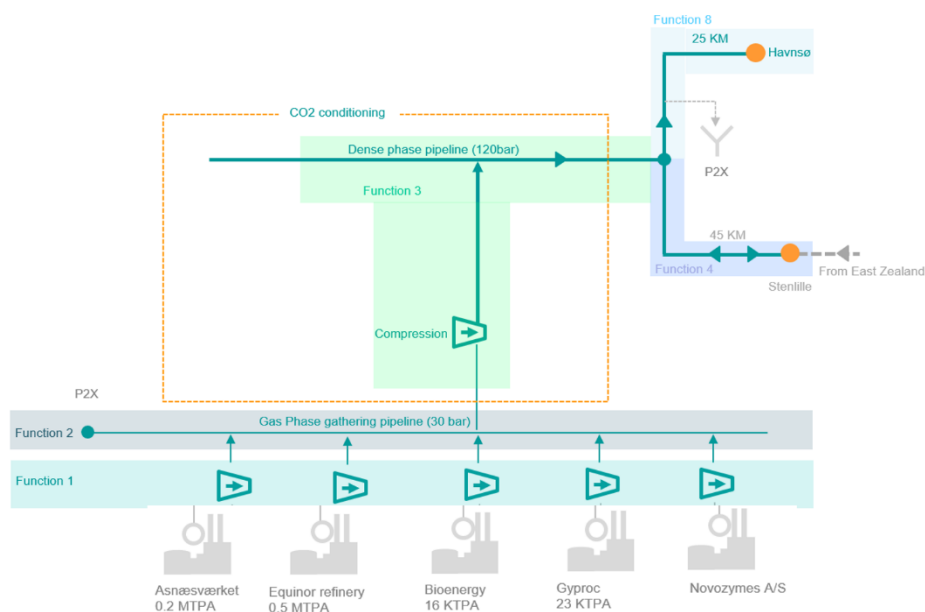 Function 8
25 KM
Havnsø
CO2 conditioning
Dense phase pipeline (120bar)
P2X
Function 3
45 KM
Function 4
From East Zealand
Stenlille
Compression
P2X
Gas Phase gathering pipeline (30 bar)
Function 2
Function 1
Asnæsværket
0.2 MTPA
Equinor refinery
0.5 MTPA
Bioenergy
16 KTPA
Gyproc
23 KTPA
Novozymes A/S